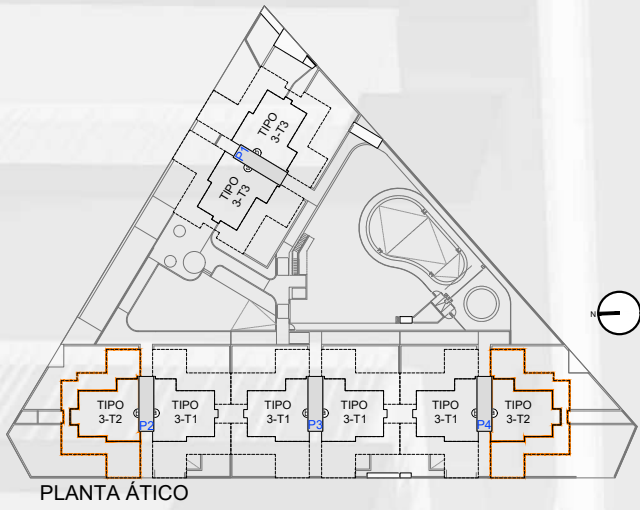 TIPO
3-T3
P1
TIPO
3-T3
N
TIPO
3-T2
P2
TIPO
3-T1
TIPO
3-T1
P3
TIPO
3-T1
TIPO
3-T1
P4
TIPO
3-T2
PLANTA ÁTICO